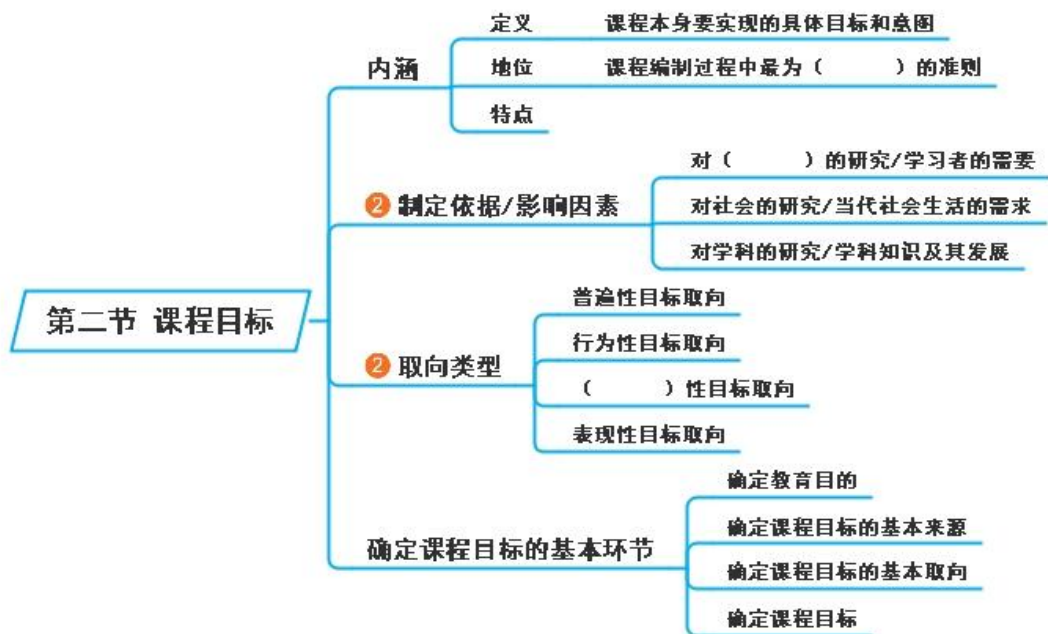 第二节 课程目标
内涵
定义
课程本身要实现的具体目标和意图
地位
课程编制过程中最为（ ）的准则
特点
2 制定依据/影响因素
对（ ）的研究/学习者的需要
对社会的研究/当代社会生活的需求
对学科的研究/学科知识及其发展
2 取向类型
普遍性目标取向
行为性目标取向
（ ）性目标取向
表现性目标取向
确定课程目标的基本环节
确定教育目的
确定课程目标的基本来源
确定课程目标的基本取向
确定课程目标